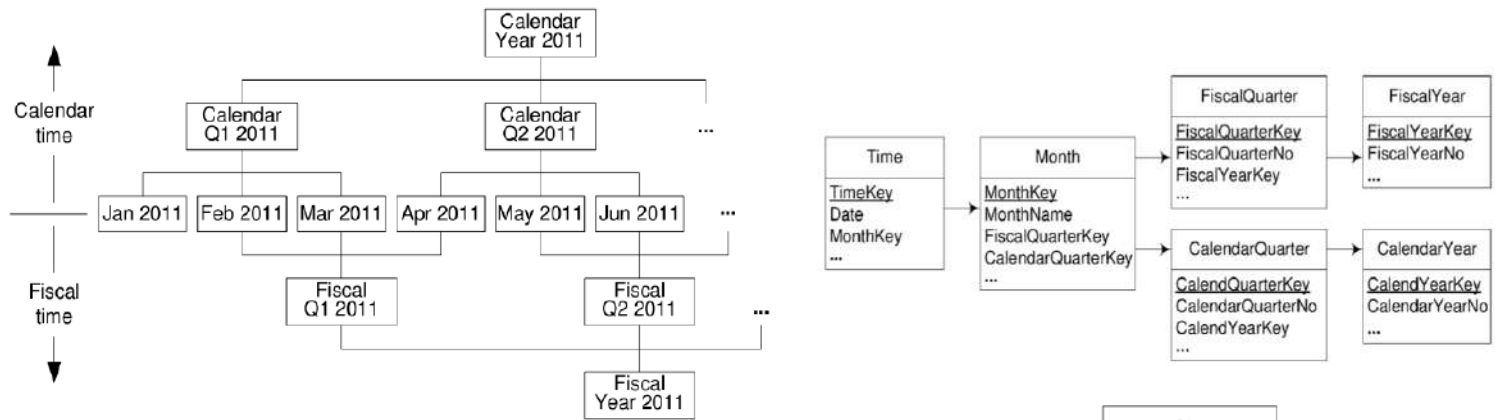 Calendar
Year 2011
Calendar
time
Calendar
Q1 2011
Calendar
Q2 2011
...
Jan 2011
Feb 2011
Mar 2011
Apr 2011
May 2011
Jun 2011
...
Fiscal
time
Fiscal
Q1 2011
Fiscal
Q2 2011
...
Fiscal
Year 2011
Time
TimeKey
Date
MonthKey
...
Month
MonthKey
MonthName
FiscalQuarterKey
CalendarQuarterKey
...
FiscalQuarter
FiscalQuarterKey
FiscalQuarterNo
FiscalYearKey
...
FiscalYear
FiscalYearKey
FiscalYearNo
...
CalendarQuarter
CalendQuarterKey
CalendarQuarterNo
CalendYearKey
...
CalendarYear
CalendYearKey
CalendarYearNo
...